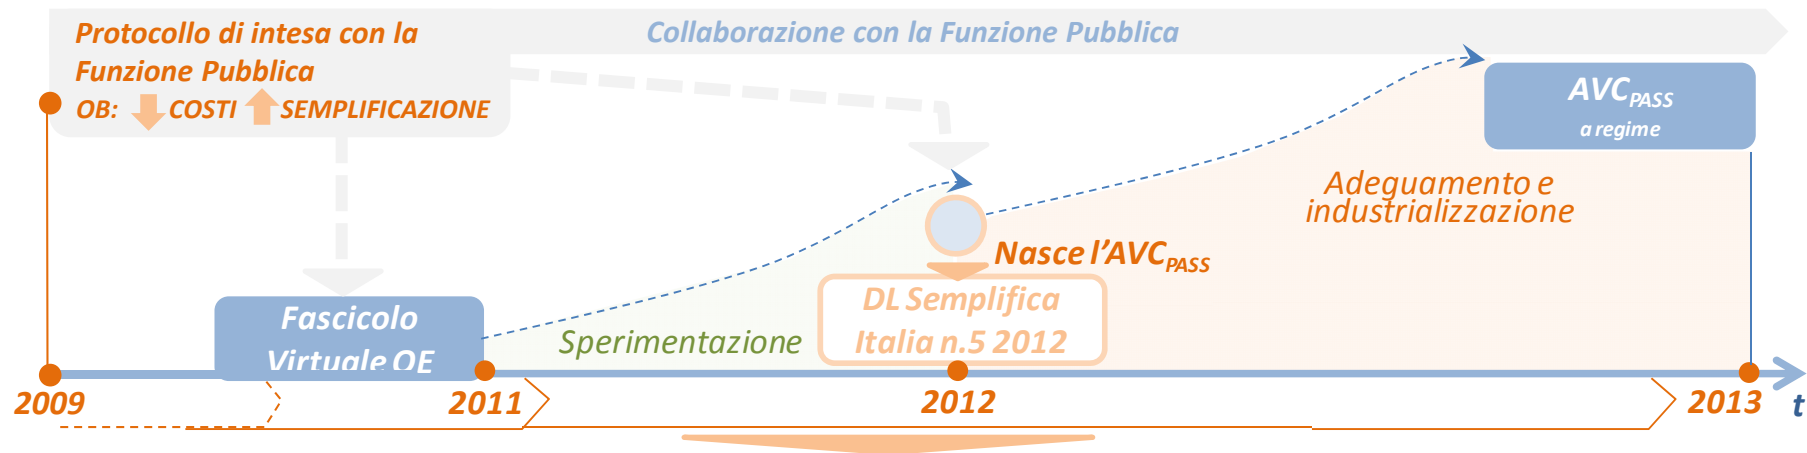 Protocollo di intesa con la
Funzione Pubblica
OB: COSTI SEMPLIFICAZIONE
Collaborazione con la Funzione Pubblica
AVCPASS
a regime
Adeguamento e
industrializzazione
Nasce l'AVCPASS
DL Semplifica
Italia n.5 2012
Fascicolo
Virtuale OE
Sperimentazione
2009
2011
2012
2013
t